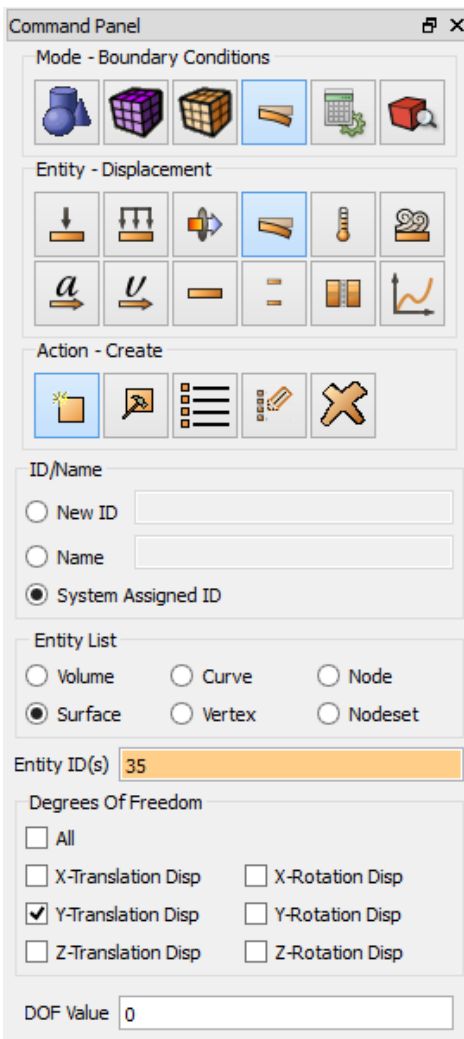 Command Panel
Mode - Boundary Conditions
Entity - Displacement
a
v
Action - Create
ID/Name
New ID
Name
System Assigned ID
Entity List
Volume Curve Node
Surface Vertex Nodeset
Entity ID(s) 35
Degrees Of Freedom
All
X-Translation Disp X-Rotation Disp
Y-Translation Disp Y-Rotation Disp
Z-Translation Disp Z-Rotation Disp
DOF Value 0